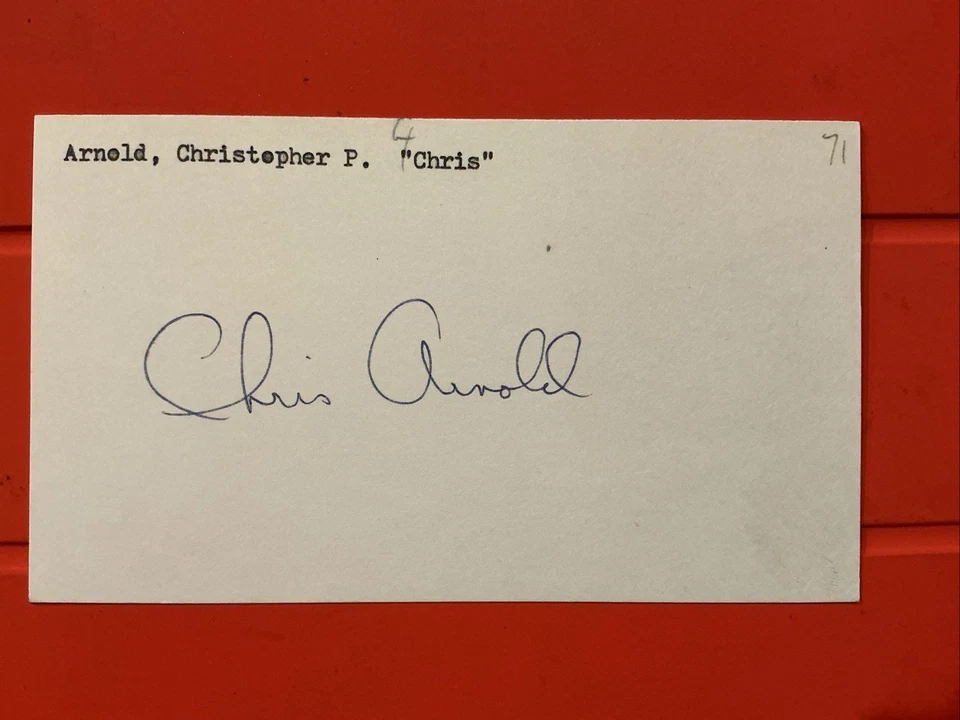 4
Arnold, Christopher P. "Chris"
71
Chris Arnold